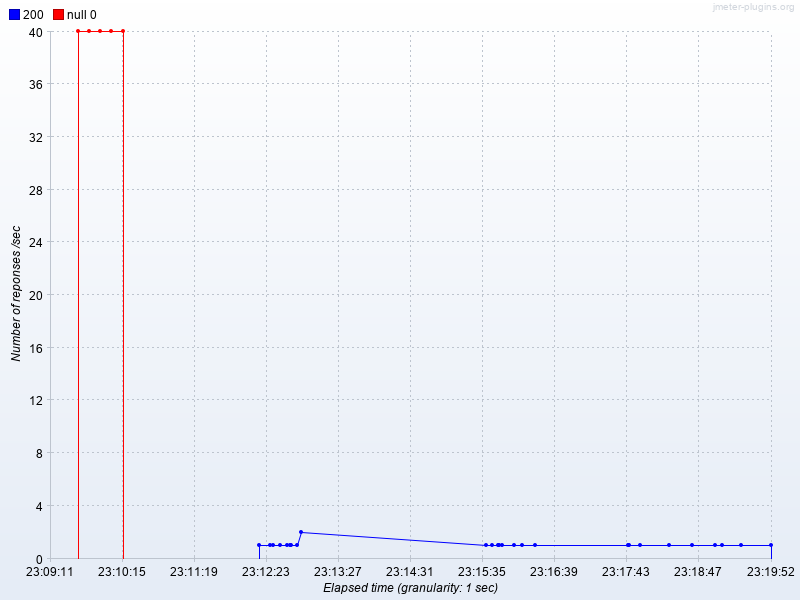 jmeter-plugins.org
200 null 0
40
36
32
28
24
20
16
12
8
4
0
Number of reponses /sec
23:09:11 23:10:15 23:11:19 23:12:23 23:13:27 23:14:31 23:15:35 23:16:39 23:17:43 23:18:47 23:19:52
Elapsed time (granularity: 1 sec)